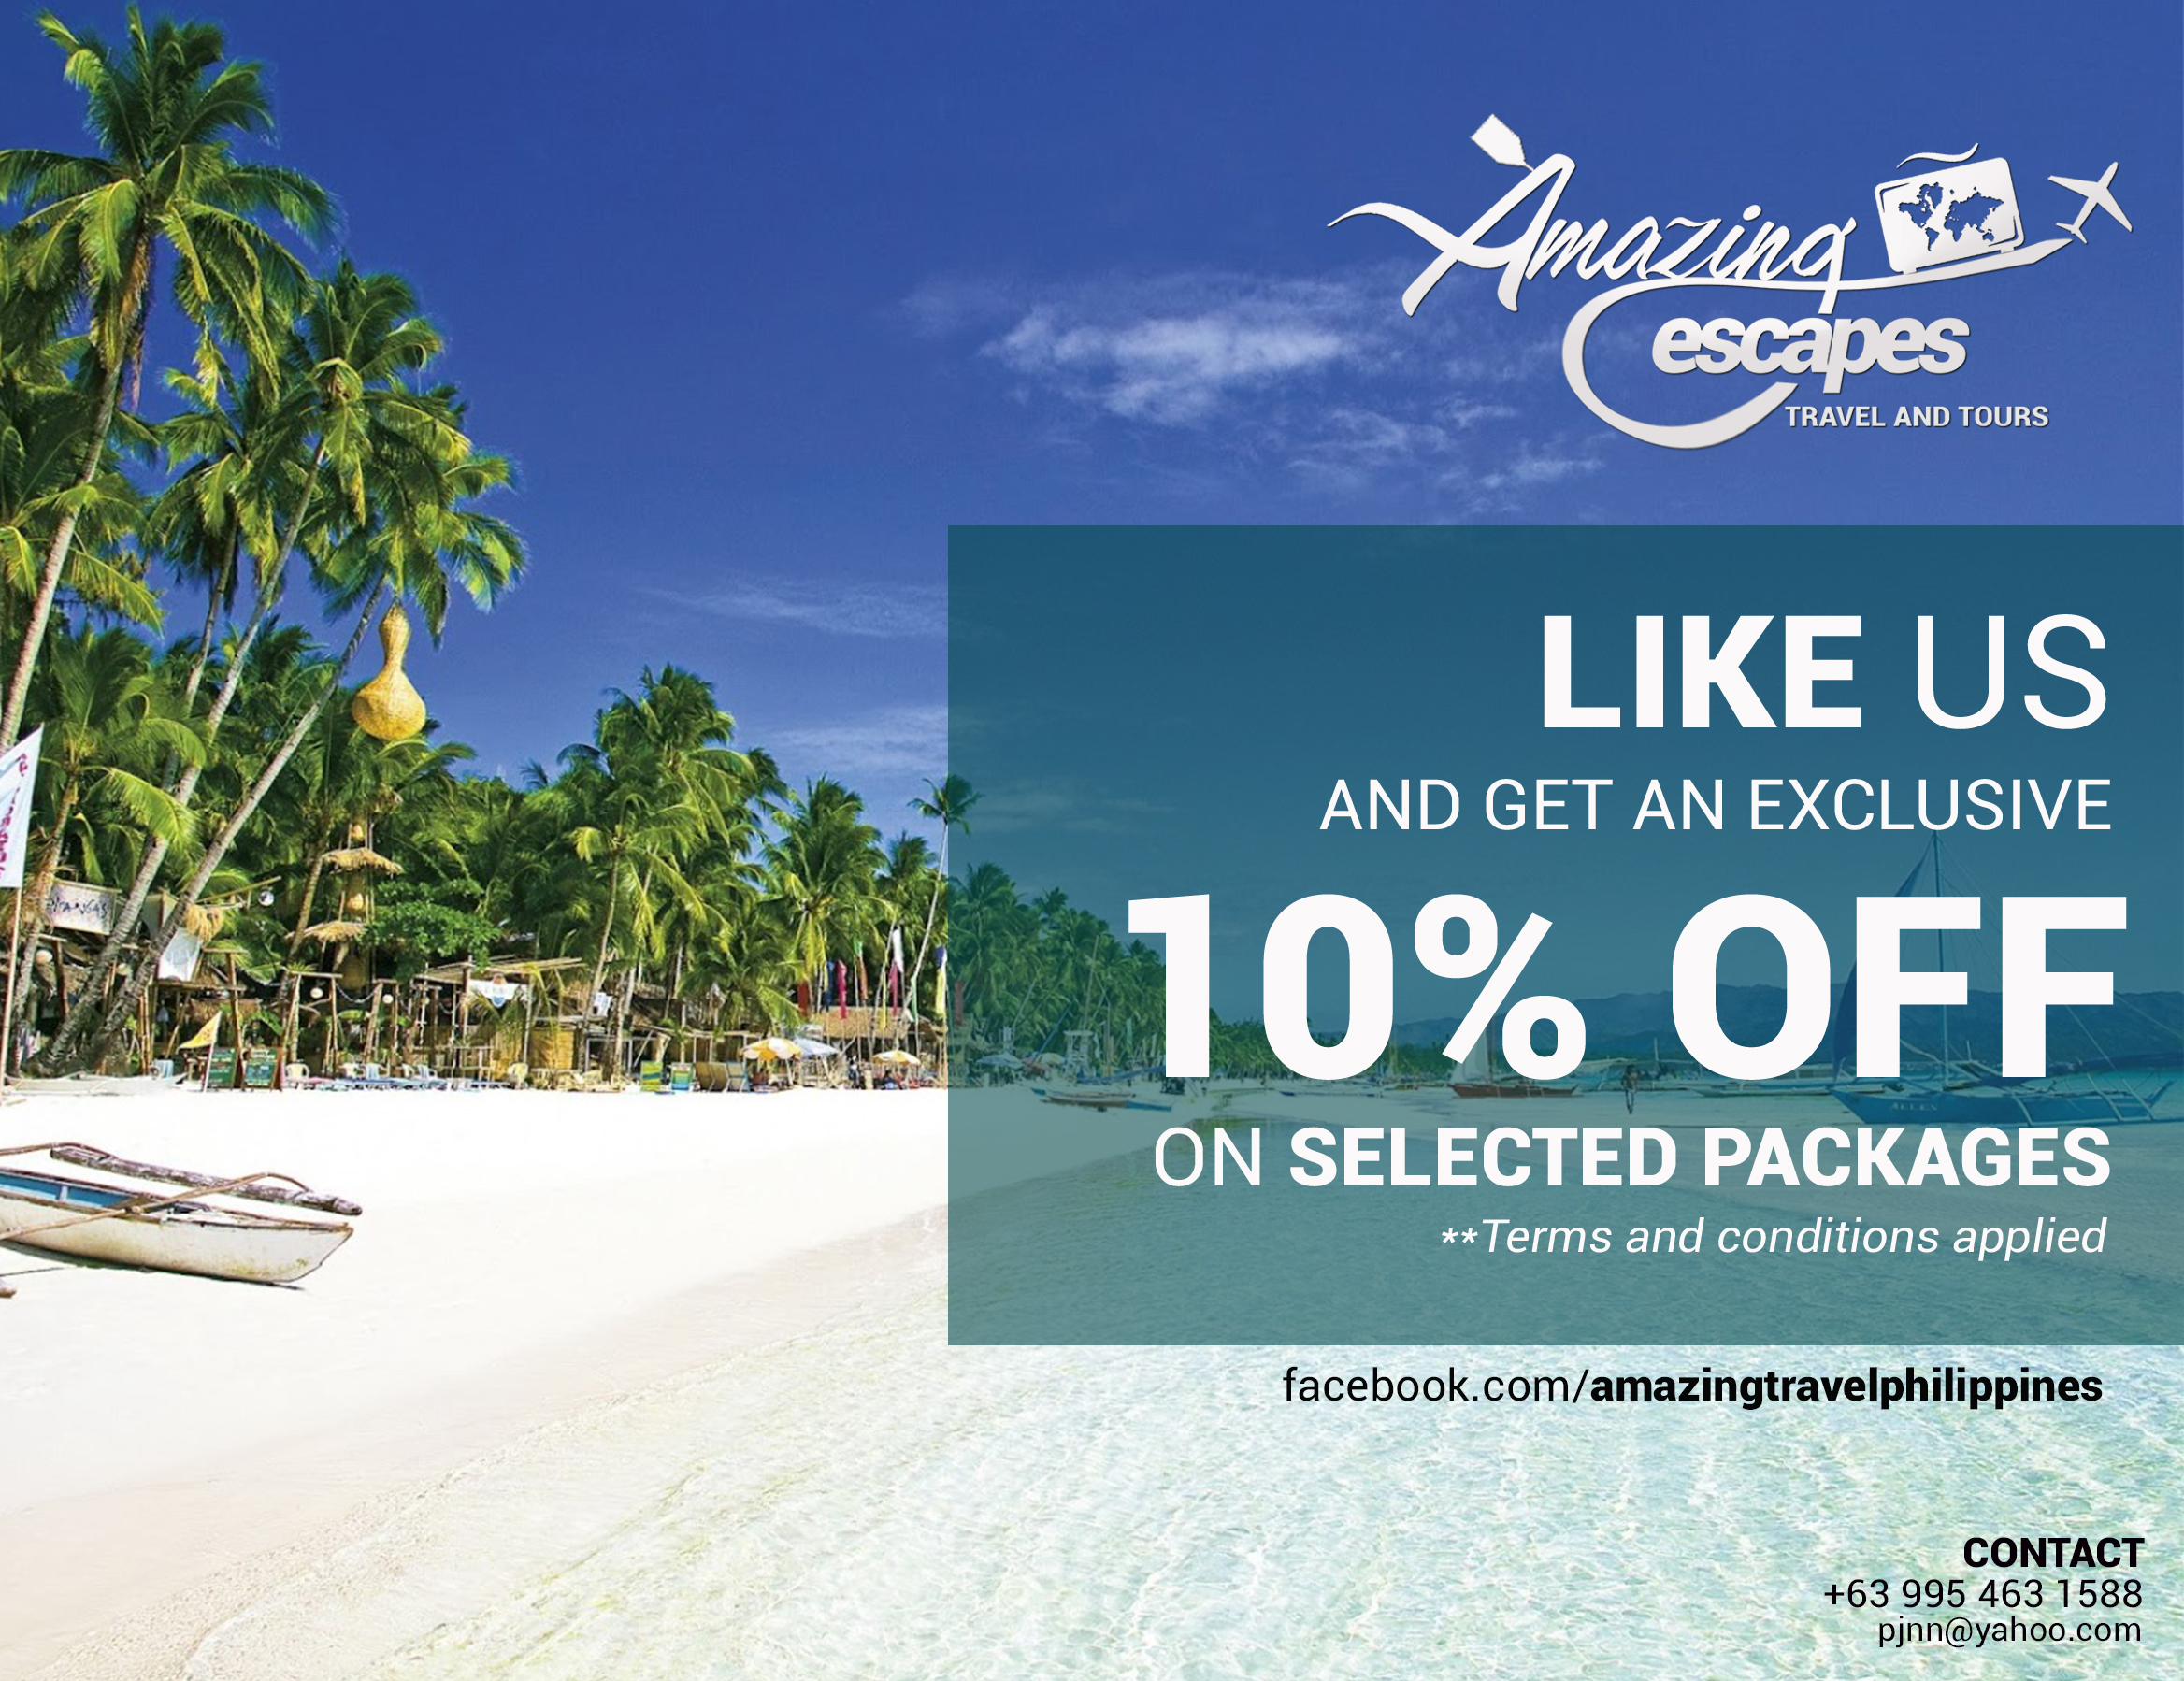 Amazing
escapes
TRAVEL AND TOURS
LIKE US
AND GET AN EXCLUSIVE
10% OFF
ON SELECTED PACKAGES
**Terms and conditions applied
facebook.com/amazingtravelphilippines
CONTACT
+63 995 463 1588
pjnn@yahoo.com